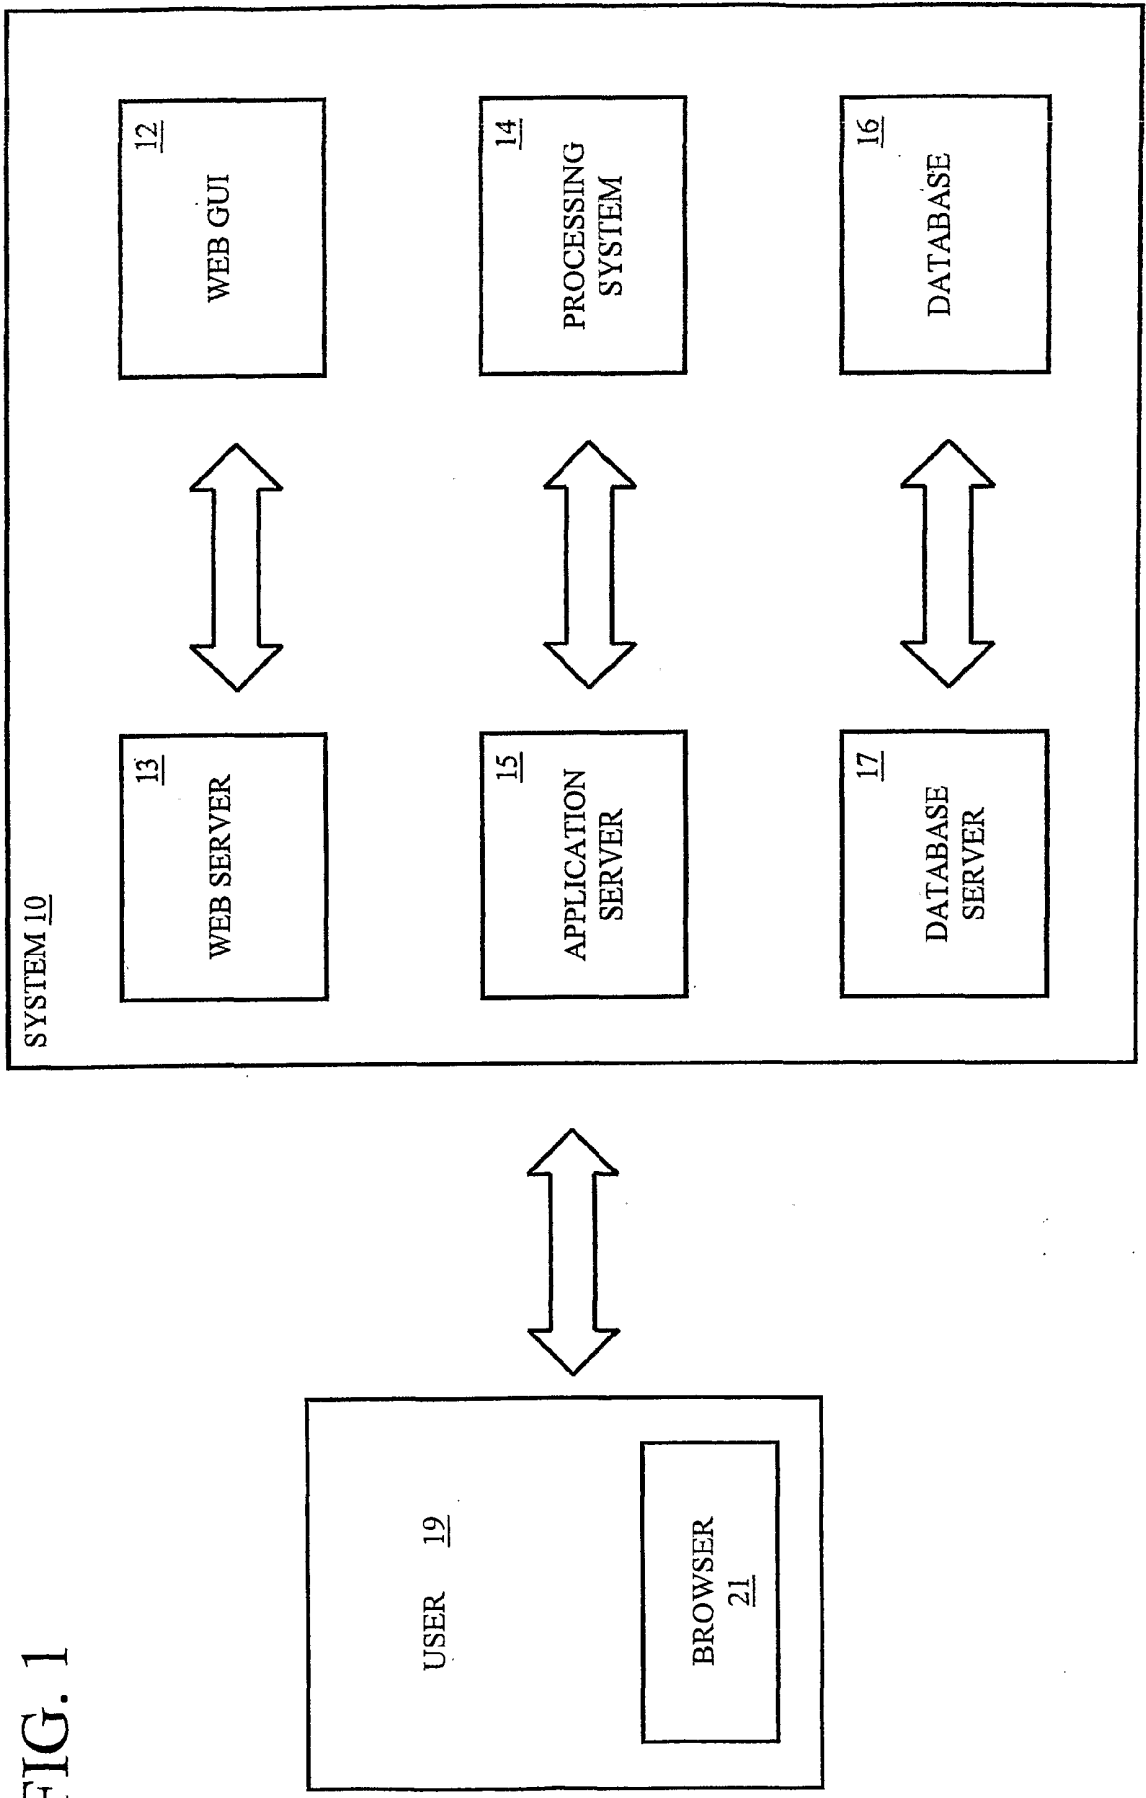 FIG. 1
SYSTEM 10
USER 19
BROWSER
21
13
WEB SERVER
12
WEB GUI
15
APPLICATION
SERVER
14
PROCESSING
SYSTEM
17
DATABASE
SERVER
16
DATABASE